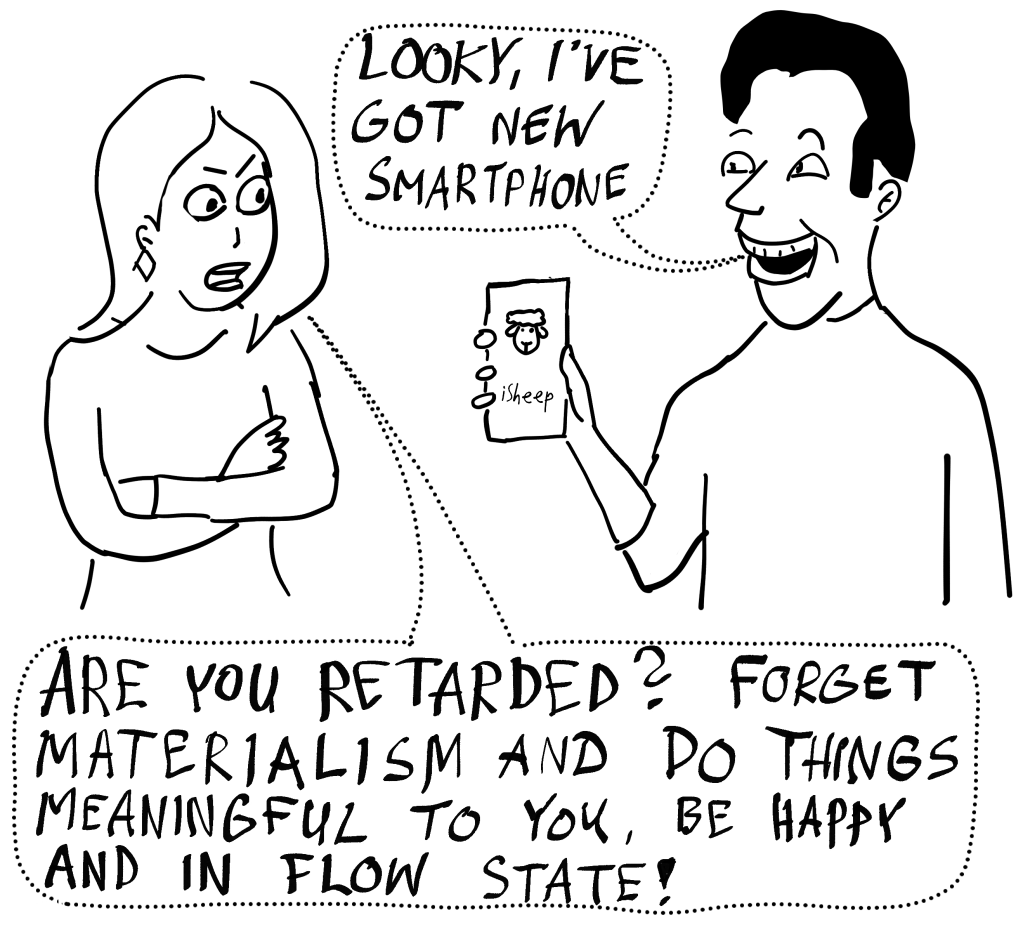 LOOKY, I'VE
GOT NEW
SMARTPHONE
iSheep
ARE YOU RETARDED? FORGET
MATERIALISM AND DO THINGS
MEANINGFUL TO YOU, BE HAPPY
AND IN FLOW STATE!